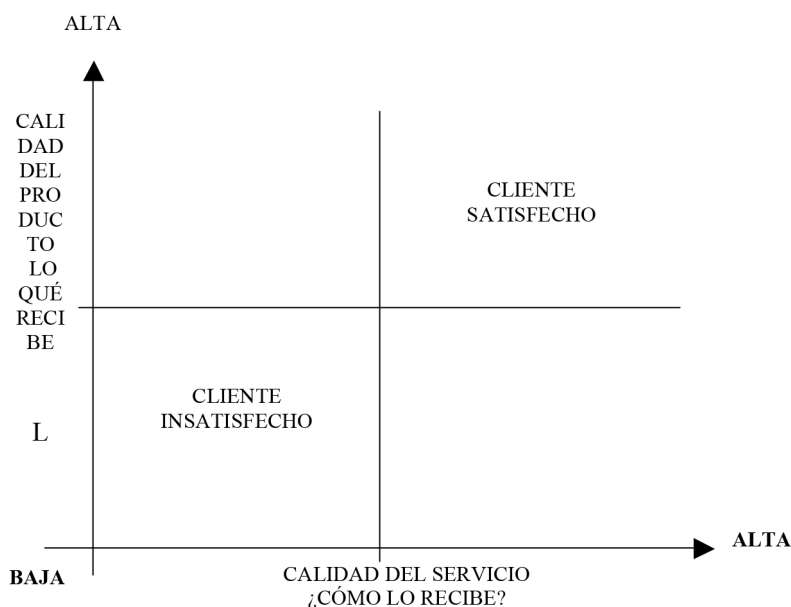 ALTA
CALI
DAD
DEL
PRO
DUC
TO
LO
QUÉ
RECI
BE
L
CLIENTE
SATISFECHO
CLIENTE
INSATISFECHO
ALTA
BAJA
CALIDAD DEL SERVICIO
¿CÓMO LO RECIBE?